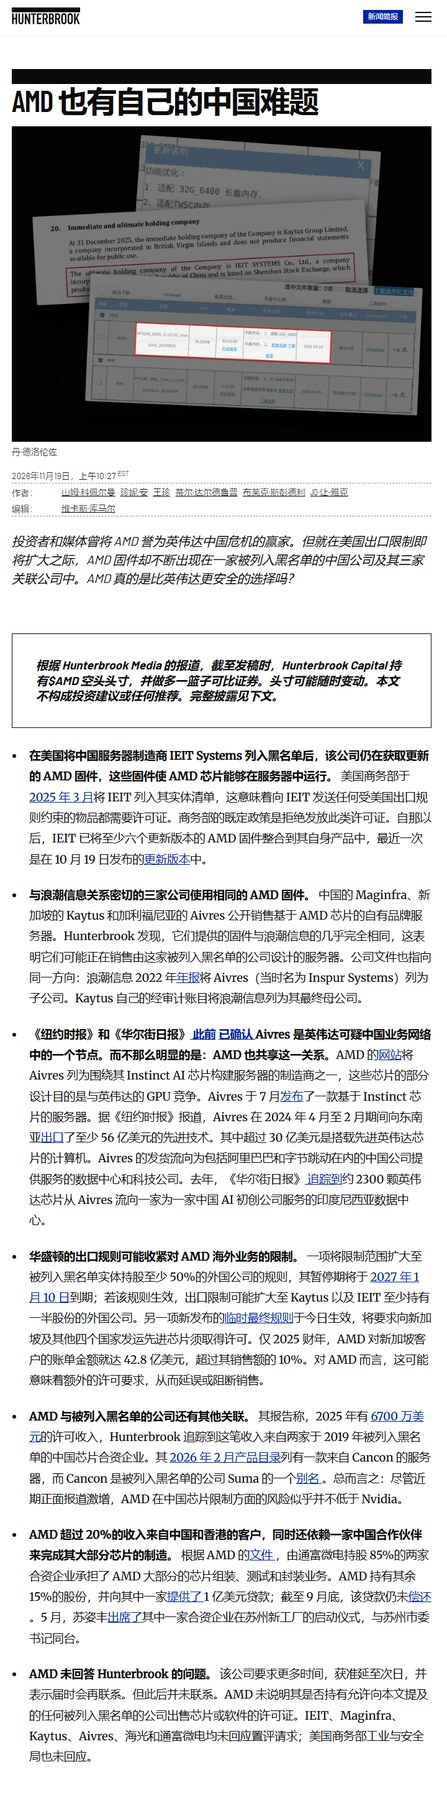 HUNTERBROOK
新闻简报
AMD 也有自己的中国难题
更新说明
X
功能优化：
1、适配 32G_6400 长鑫内存.
2、适配TWSC内存
20. Immediate and ultimate holding company
At 31 December 2025, the immediate holding company of the Company is Kaytus Group Limited,
a company incorporated in British Virgin Islands and does not produce financial statements
available for public use.
holding company of the Company is IEIT SYSTEMS Co., Ltd., a company
China and is listed on Shenzhen Stock Exchange, which
选中文件数量：0条
取消选择
丹·德洛伦佐
2026年11月19日，上午10:27 EST
作者： 山姆·科佩尔曼 珍妮·安 王珍 蒂尔·达尔德鲁普 布莱克·斯彭德利 JO·让-雅克
编辑： 维卡斯·库马尔
投资者和媒体曾将 AMD 誉为英伟达中国危机的赢家。但就在美国出口限制即
将扩大之际，AMD 固件却不断出现在一家被列入黑名单的中国公司及其三家
关联公司中。AMD 真的是比英伟达更安全的选择吗？
根据 Hunterbrook Media 的报道，截至发稿时，Hunterbrook Capital 持
有$AMD 空头头寸，并做多一篮子可比证券。头寸可能随时变动。本文
不构成投资建议或任何推荐。完整披露见下文。
• 在美国将中国服务器制造商 IEIT Systems 列入黑名单后，该公司仍在获取更新
的 AMD 固件，这些固件使 AMD 芯片能够在服务器中运行。 美国商务部于
2025 年 3 月将 IEIT 列入其实体清单，这意味着向 IEIT 发送任何受美国出口规
则约束的物品都需要许可证。商务部的既定政策是拒绝发放此类许可证。自那以
后，IEIT 已将至少六个更新版本的 AMD 固件整合到其自身产品中，最近一次
是在 10 月 19 日发布的更新版本中。
• 与浪潮信息关系密切的三家公司使用相同的 AMD 固件。 中国的 Maginfra、新
加坡的 Kaytus 和加利福尼亚的 Aivres 公开销售基于 AMD 芯片的自有品牌服
务器。Hunterbrook 发现，它们提供的固件与浪潮信息的几乎完全相同，这表
明它们可能正在销售由这家被列入黑名单的公司设计的服务器。公司文件也指向
同一方向：浪潮信息 2022 年年报将 Aivres（当时名为 Inspur Systems）列为
子公司。Kaytus 自己的经审计账目将浪潮信息列为其最终母公司。
• 《纽约时报》和《华尔街日报》 此前 已确认 Aivres 是英伟达可疑中国业务网络
中的一个节点。而不那么明显的是：AMD 也共享这一关系。AMD 的网站将
Aivres 列为围绕其 Instinct AI 芯片构建服务器的制造商之一，这些芯片的部分
设计目的是与英伟达的 GPU 竞争。Aivres 于 7 月发布了一款基于 Instinct 芯
片的服务器。据《纽约时报》报道，Aivres 在 2024 年 4 月至 2 月期间向东南
亚出口了至少 56 亿美元的先进技术。其中超过 30 亿美元是搭载先进英伟达芯
片的计算机。Aivres 的发货流向为包括阿里巴巴和字节跳动在内的中国公司提
供服务的数据中心和科技公司。去年，《华尔街日报》 追踪到约 2300 颗英伟
达芯片从 Aivres 流向一家为一家中国 AI 初创公司服务的印度尼西亚数据中
心。
• 华盛顿的出口规则可能收紧对 AMD 海外业务的限制。 一项将限制范围扩大至
被列入黑名单实体持股至少 50%的外国公司的规则，其暂停期将于 2027 年 1
月 10 日到期；若该规则生效，出口限制可能扩大至 Kaytus 以及 IEIT 至少持有
一半股份的外国公司。另一项新发布的临时最终规则于今日生效，将要求向新加
坡及其他四个国家发运先进芯片须取得许可。仅 2025 财年，AMD 对新加坡客
户的账单金额就达 42.8 亿美元，超过其销售额的 10%。对 AMD 而言，这可能
意味着额外的许可要求，从而延误或阻断销售。
• AMD 与被列入黑名单的公司还有其他关联。 其报告称，2025 年有 6700 万美
元的许可收入，Hunterbrook 追踪到这笔收入来自两家于 2019 年被列入黑名
单的中国芯片合资企业。其 2026 年 2 月产品目录列有一款来自 Cancon 的服务
器，而 Cancon 是被列入黑名单的公司 Suma 的一个别名 。总而言之：尽管近
期正面报道激增，AMD 在中国芯片限制方面的风险似乎并不低于 Nvidia。
• AMD 超过 20%的收入来自中国和香港的客户，同时还依赖一家中国合作伙伴
来完成其大部分芯片的制造。 根据 AMD 的文件 ，由通富微电持股 85%的两家
合资企业承担了 AMD 大部分的芯片组装、测试和封装业务。AMD 持有其余
15%的股份，并向其中一家提供了1 亿美元贷款；截至 9 月底，该贷款仍未偿还
。5 月，苏姿丰出席了其中一家合资企业在苏州新工厂的启动仪式，与苏州市委
书记同台。
• AMD 未回答 Hunterbrook 的问题。 该公司要求更多时间，获准延至次日，并
表示届时会再联系。但此后并未联系。AMD 未说明其是否持有允许向本文提及
的任何被列入黑名单的公司出售芯片或软件的许可证。IEIT、Maginfra、
Kaytus、Aivres、海光和通富微电均未回应置评请求；美国商务部工业与安全
局也未回应。